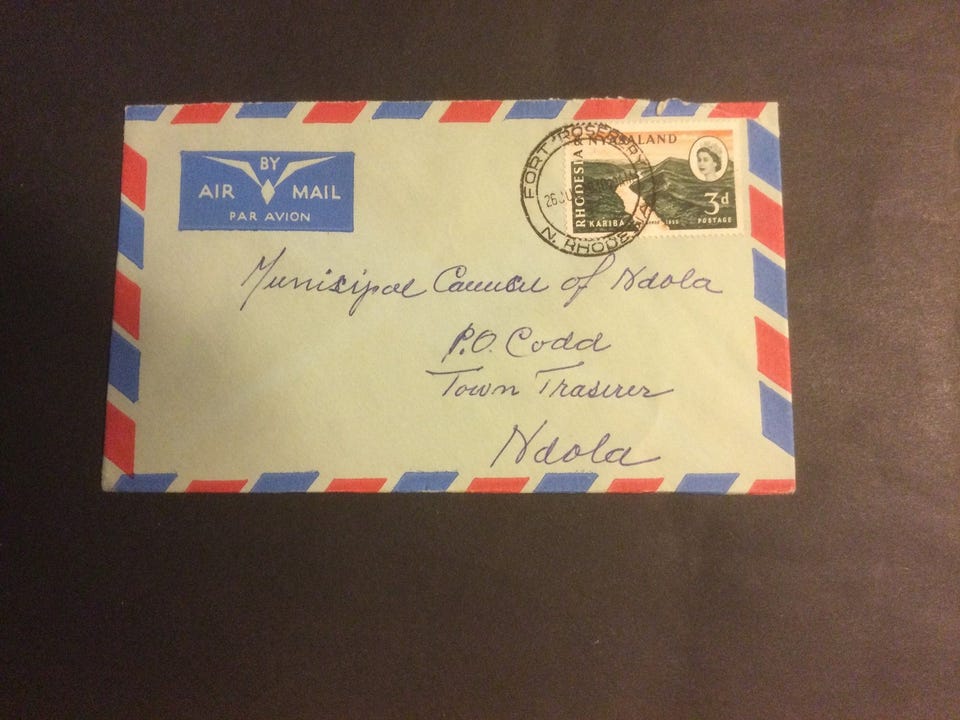 BY
AIR MAIL
PAR AVION
FORT ROSEBERY
N. RHODESIA
RHODESIA & NYASALAND
3d
POSTAGE
KARIBA
Municipal Council of Ndola
P.O. Codd
Town Trasurer
Ndola